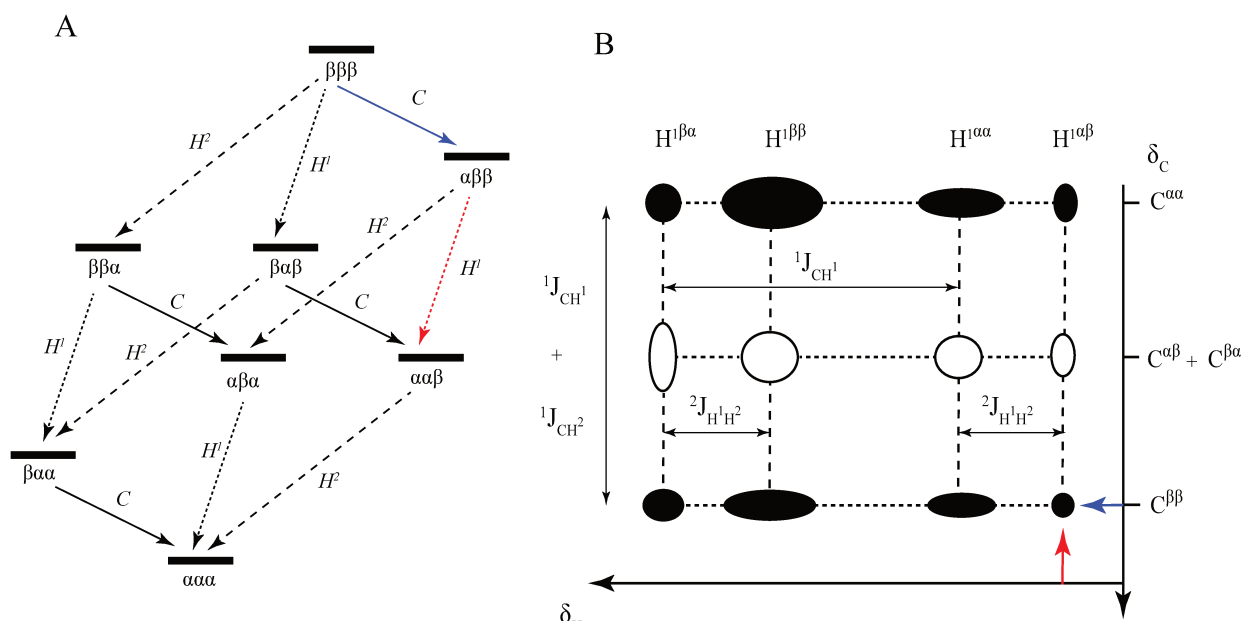 A
βββ
C
H²
H¹
αββ
H²
ββα
βαβ
H¹
C
C
H¹
H²
αβα
ααβ
βαα
H¹
C
H²
ααα
B
H¹βα H¹ββ H¹αα H¹αβ
δC
Cαα
¹JCH¹
¹JCH¹
+
¹JCH²
Cαβ + Cβα
²JH¹H² ²JH¹H²
Cββ